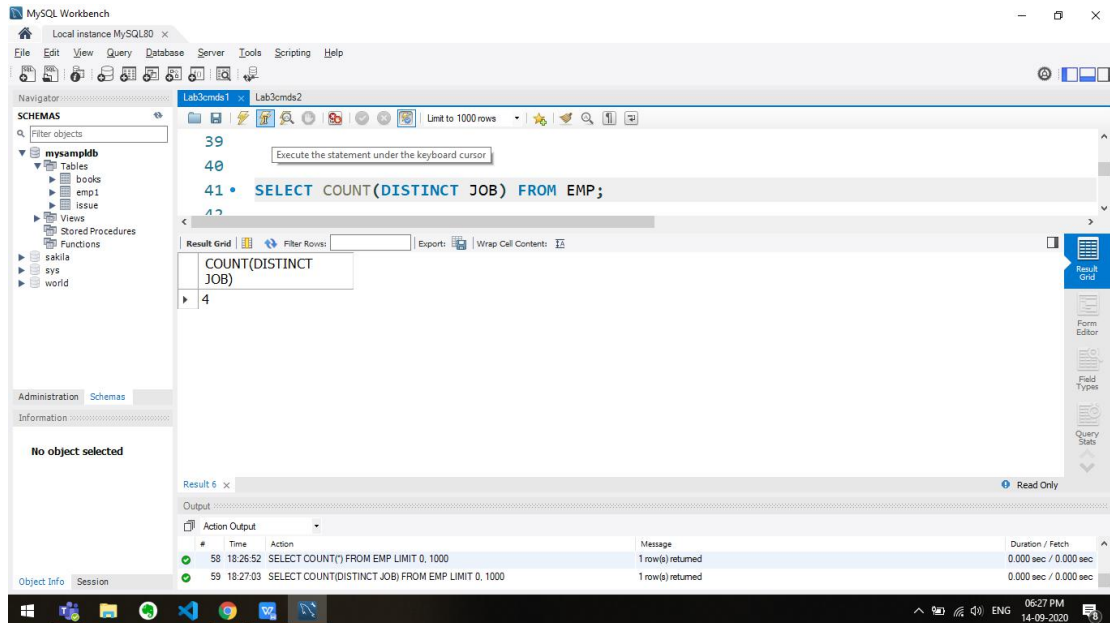 MySQL Workbench
Local instance MySQL80 ×
File Edit View Query Database Server Tools Scripting Help
Navigator
Lab3cmds1 × Lab3cmds2
SCHEMAS
Limit to 1000 rows
Filter objects
39
Execute the statement under the keyboard cursor
mysampldb
Tables
books
emp1
issue
Views
Stored Procedures
Functions
sakila
sys
world
40
41 SELECT COUNT(DISTINCT JOB) FROM EMP;
42
Result Grid Filter Rows: Export: Wrap Cell Content:
COUNT(DISTINCT
JOB)
4
Result
Grid
Form
Editor
Field
Types
Query
Stats
Administration Schemas
Information
No object selected
Result 6 × Read Only
Output
Action Output
# Time Action Message Duration / Fetch
58 18:26:52 SELECT COUNT(*) FROM EMP LIMIT 0, 1000 1 row(s) returned 0.000 sec / 0.000 sec
59 18:27:03 SELECT COUNT(DISTINCT JOB) FROM EMP LIMIT 0, 1000 1 row(s) returned 0.000 sec / 0.000 sec
Object Info Session
ENG
06:27 PM
14-09-2020